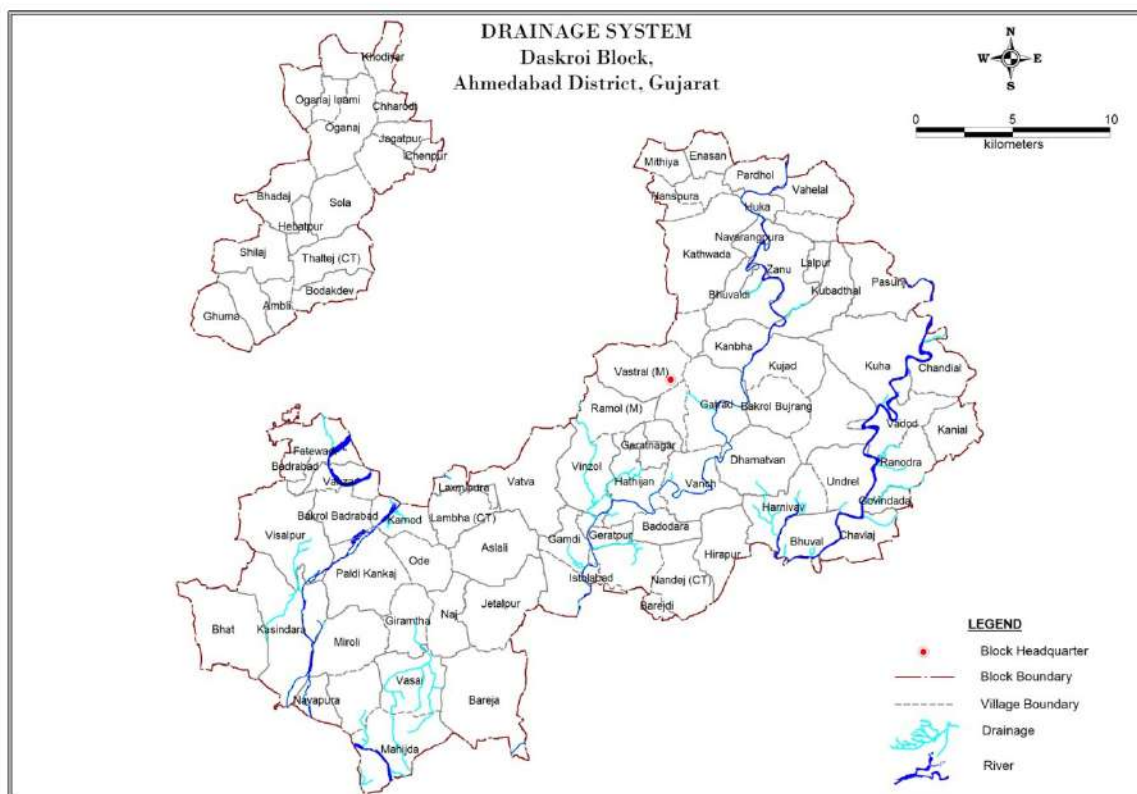 DRAINAGE SYSTEM
Daskroi Block,
Ahmedabad District, Gujarat
N
W E
S
0 5 10
kilometers
Khodiyar
Oganaj Inami
Chharodi
Oganaj
Jagatpur
Chenpur
Bhadaj
Sola
Hebatpur
Shilaj
Thaltej (CT)
Bodakdev
Ambli
Ghuma
Enasan
Mithiya
Pardhol
Vahelal
Hanspura
Huka
Navarangpura
Kathwada
Zanu
Lalpur
Pasunj
Bhuvaldi
Kubadthal
Kanbha
Kujad
Kuha
Chandial
Vastral (M)
Ramol (M)
Gatrad
Bakrol Bujrang
Vadod
Kanial
Geratnagar
Fatewadi
Badrabad
Vinzol
Dhamatvan
Ranodra
Hathijan
Vanch
Undrel
Govindada
Laxmipura
Vatva
Harnivav
Bakrol Badrabad
Kamod
Lambha (CT)
Badodara
Visalpur
Aslali
Gamdi
Geratpur
Bhuval
Chavlaj
Hirapur
Ode
Paldi Kankaj
Istolabad
Nandej (CT)
Jetalpur
Barejdi
Naj
Giramtha
Bhat
Kasindara
Miroli
Vasai
Bareja
Navapura
Mahijda
LEGEND
Block Headquarter
Block Boundary
Village Boundary
Drainage
River